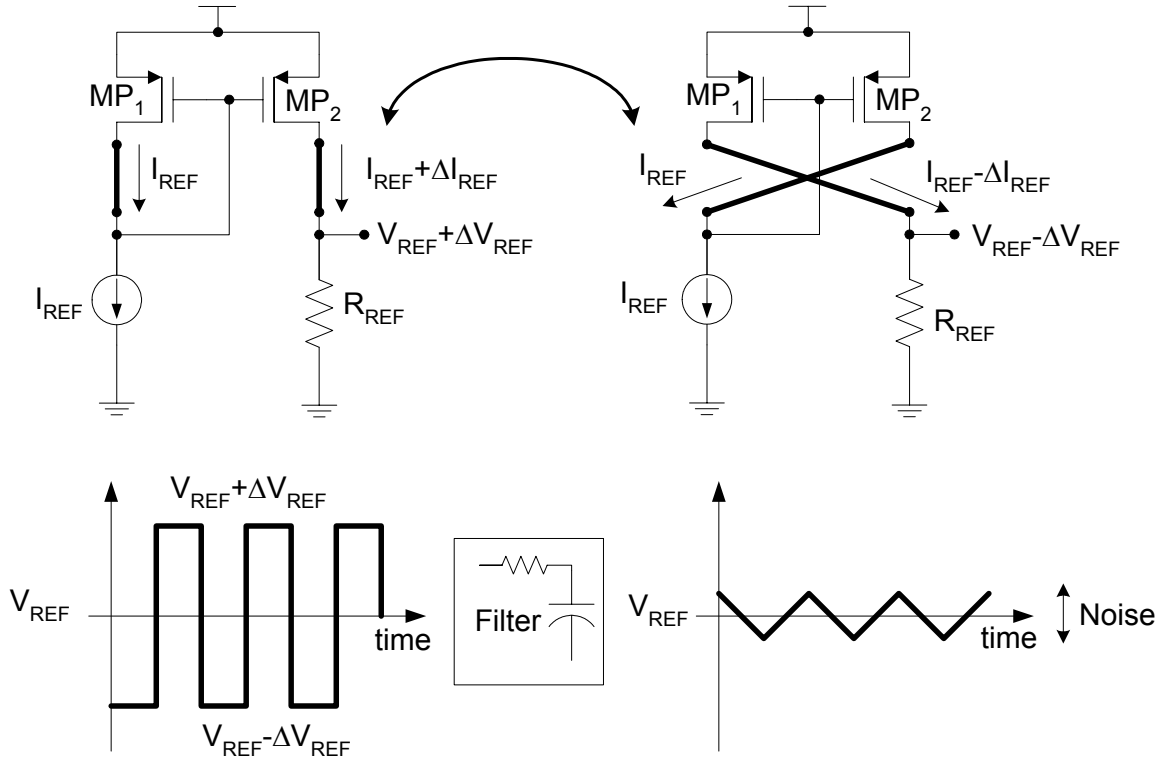 MP1
MP2
IREF
IREF+ΔIREF
VREF+ΔVREF
IREF
RREF
MP1
MP2
IREF
IREF-ΔIREF
VREF-ΔVREF
IREF
RREF
VREF+ΔVREF
VREF
time
VREF-ΔVREF
Filter
VREF
time
Noise